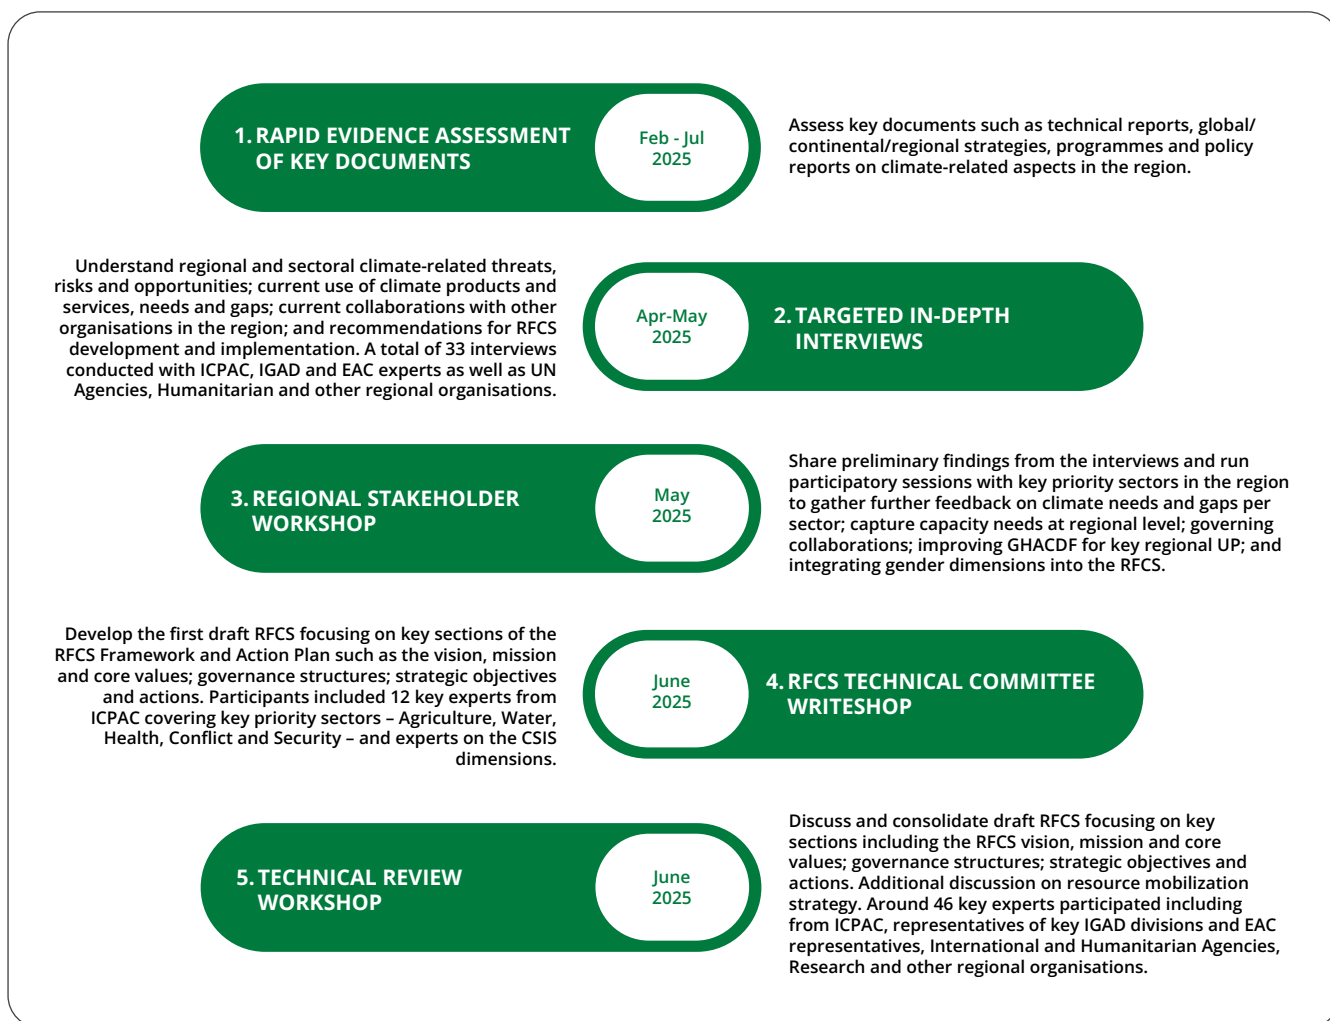 1. RAPID EVIDENCE ASSESSMENT
OF KEY DOCUMENTS
Feb - Jul
2025
Assess key documents such as technical reports, global/
continental/regional strategies, programmes and policy
reports on climate-related aspects in the region.
Understand regional and sectoral climate-related threats,
risks and opportunities; current use of climate products and
services, needs and gaps; current collaborations with other
organisations in the region; and recommendations for RFCS
development and implementation. A total of 33 interviews
conducted with ICPAC, IGAD and EAC experts as well as UN
Agencies, Humanitarian and other regional organisations.
Apr-May
2025
2. TARGETED IN-DEPTH
INTERVIEWS
3. REGIONAL STAKEHOLDER
WORKSHOP
May
2025
Share preliminary findings from the interviews and run
participatory sessions with key priority sectors in the region
to gather further feedback on climate needs and gaps per
sector; capture capacity needs at regional level; governing
collaborations; improving GHACDF for key regional UP; and
integrating gender dimensions into the RFCS.
Develop the first draft RFCS focusing on key sections of the
RFCS Framework and Action Plan such as the vision, mission
and core values; governance structures; strategic objectives
and actions. Participants included 12 key experts from
ICPAC covering key priority sectors – Agriculture, Water,
Health, Conflict and Security – and experts on the CSIS
dimensions.
June
2025
4. RFCS TECHNICAL COMMITTEE
WRITESHOP
5. TECHNICAL REVIEW
WORKSHOP
June
2025
Discuss and consolidate draft RFCS focusing on key
sections including the RFCS vision, mission and core
values; governance structures; strategic objectives and
actions. Additional discussion on resource mobilization
strategy. Around 46 key experts participated including
from ICPAC, representatives of key IGAD divisions and EAC
representatives, International and Humanitarian Agencies,
Research and other regional organisations.